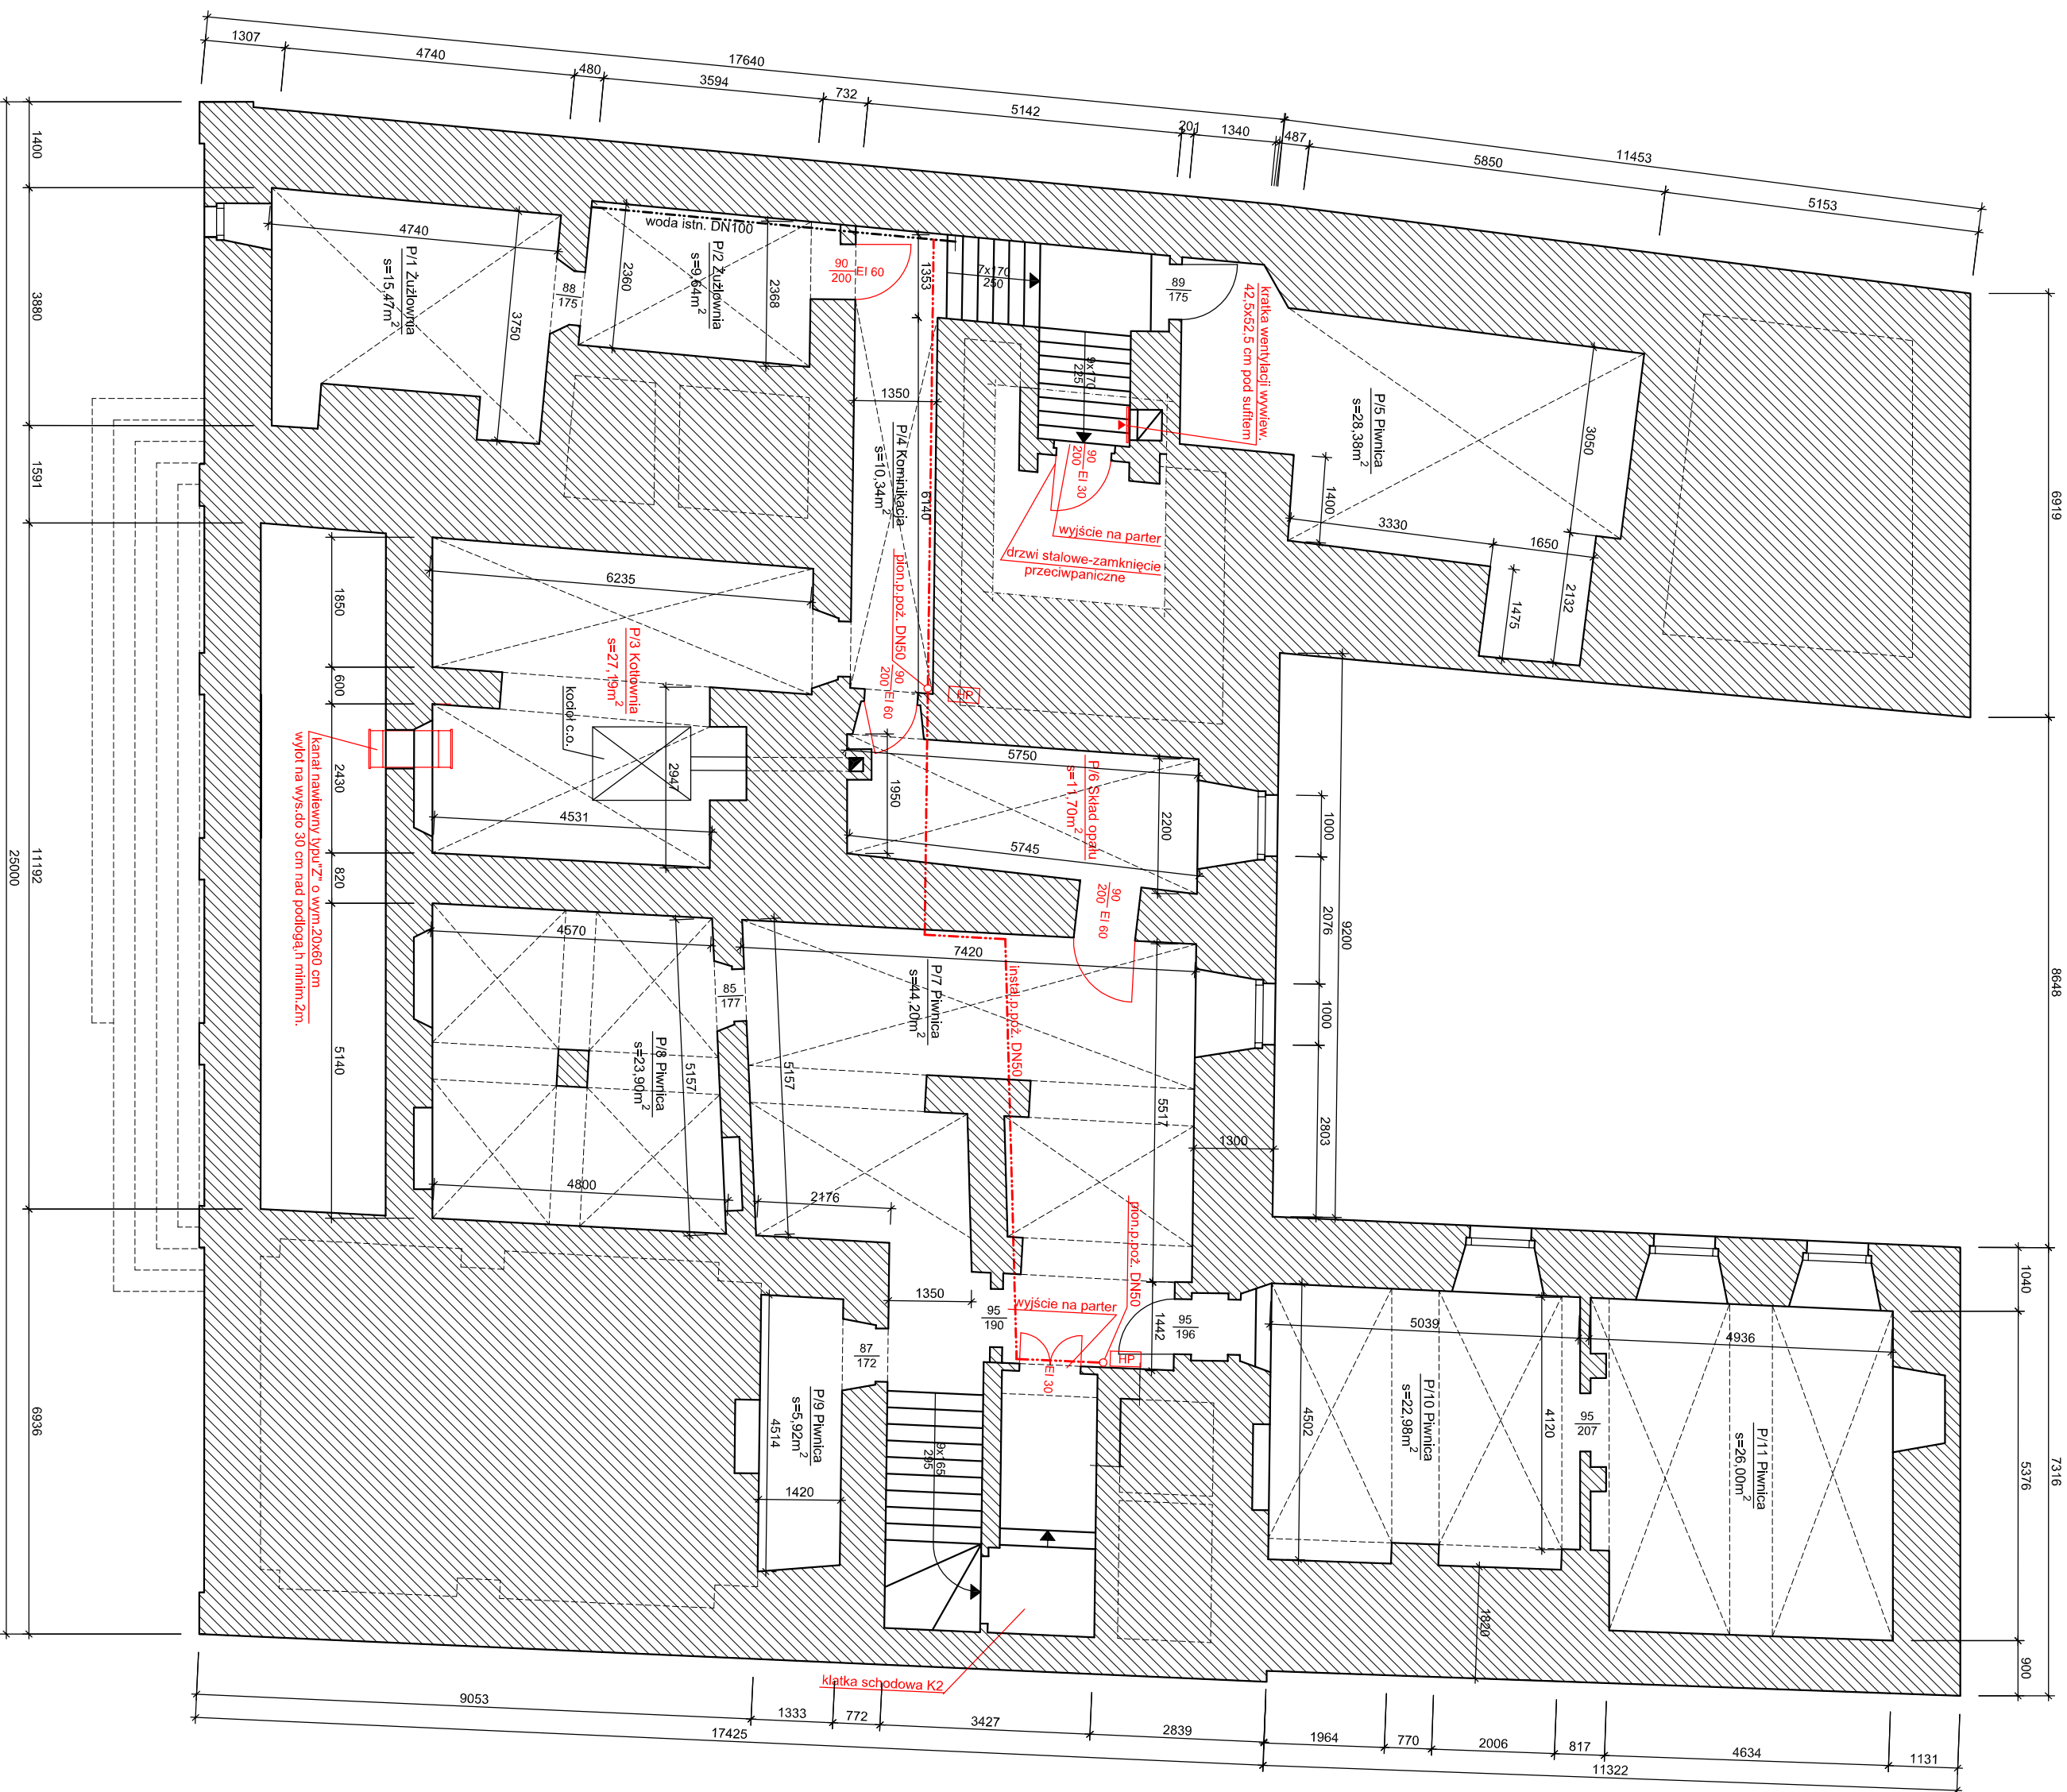 17640
1307
4740
480
3594
732
5142
201
1340
487
11453
5850
5153
25000
1400
3880
1591
11192
6936
6919
8648
7316
1040
5376
900
4740
3750
P/1 Żużlownia
s=15,47m²
88
175
woda istn. DN100
2360
2368
P/2 Żużlownia
s=9,64m²
90
200
EI 60
1353
7x170
250
89
175
kratka wentylacji wywiew.
42,5x52,5 cm pod sufitem
9x170
225
90
200
EI 30
wyjście na parter
drzwi stalowe-zamknięcie
przeciwpaniczne
P/5 Piwnica
s=28,38m²
3050
1400
3330
1650
2132
1475
1350
P/4 Kominikacja
s=10,34m²
6140
pion.p.poż. DN50
90
200
EI 60
HP
1850
600
2430
820
5140
6235
P/3 Kotłownia
s=27,19m²
kocioł c.o.
2947
4531
kanał nawiewny typu"Z" o wym.20x60 cm
wylot na wys.do 30 cm nad podłogą,h minim.2m.
5750
1950
P/6 Skład opału
s=11,70m²
2200
5745
90
200
EI 60
1000
2076
9200
1000
2803
1300
4570
5157
P/8 Piwnica
s=23,90m²
4800
85
177
7420
P/7 Piwnica
s=44,20m²
instal.p.poż. DN50
5157
5517
2176
1350
95
190
wyjście na parter
pion.p.poż. DN50
1442
95
196
HP
EI 30
87
172
P/9 Piwnica
s=5,92m²
4514
1420
9x165
295
klatka schodowa K2
5039
4936
4502
P/10 Piwnica
s=22,98m²
4120
95
207
P/11 Piwnica
s=26,00m²
1820
9053
1333
772
3427
2839
17425
1964
770
2006
817
4634
1131
11322